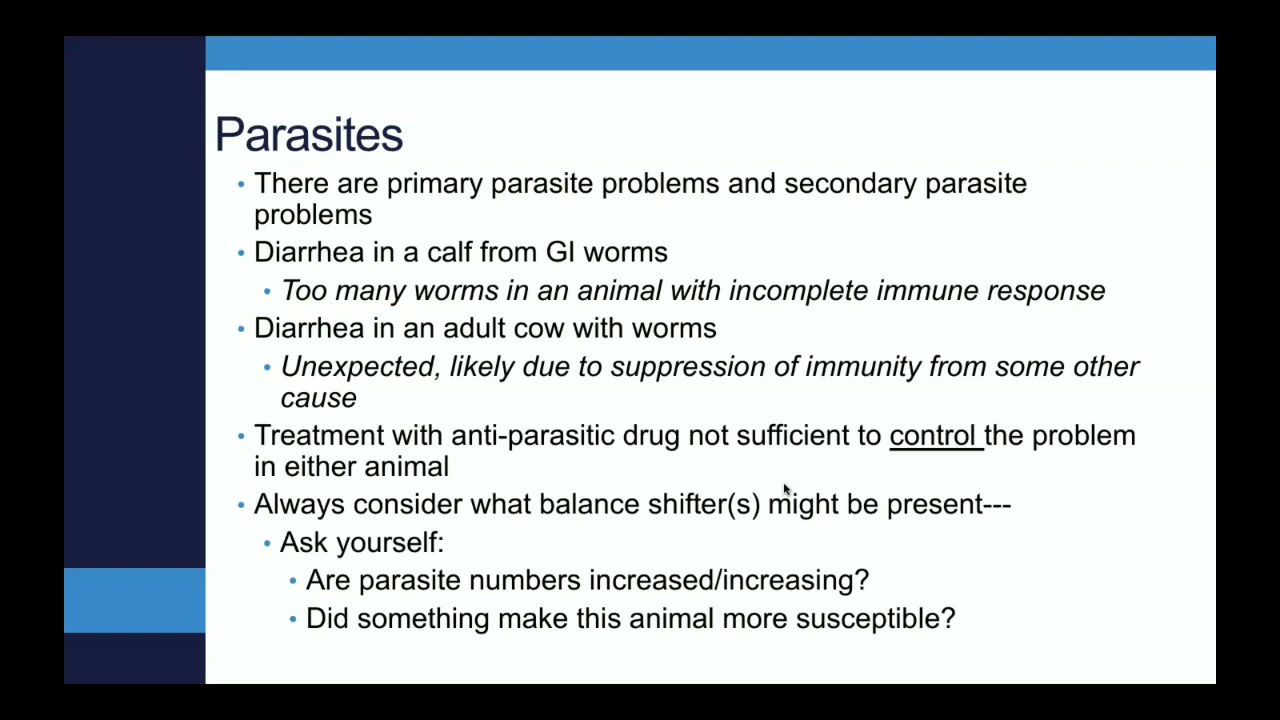 Parasites
• There are primary parasite problems and secondary parasite
problems
• Diarrhea in a calf from GI worms
• Too many worms in an animal with incomplete immune response
• Diarrhea in an adult cow with worms
• Unexpected, likely due to suppression of immunity from some other
cause
• Treatment with anti-parasitic drug not sufficient to control the problem
in either animal
• Always consider what balance shifter(s) might be present---
• Ask yourself:
• Are parasite numbers increased/increasing?
• Did something make this animal more susceptible?